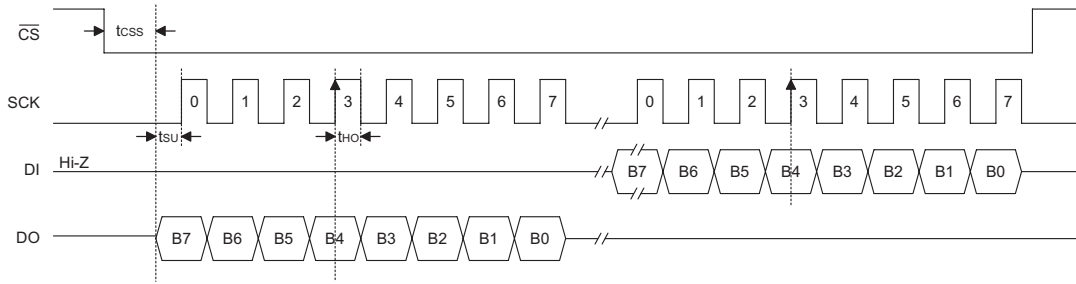 CS tCSS
SCK 0 1 2 3 4 5 6 7 0 1 2 3 4 5 6 7
tSU tHO
DI Hi-Z B7 B6 B5 B4 B3 B2 B1 B0
DO B7 B6 B5 B4 B3 B2 B1 B0